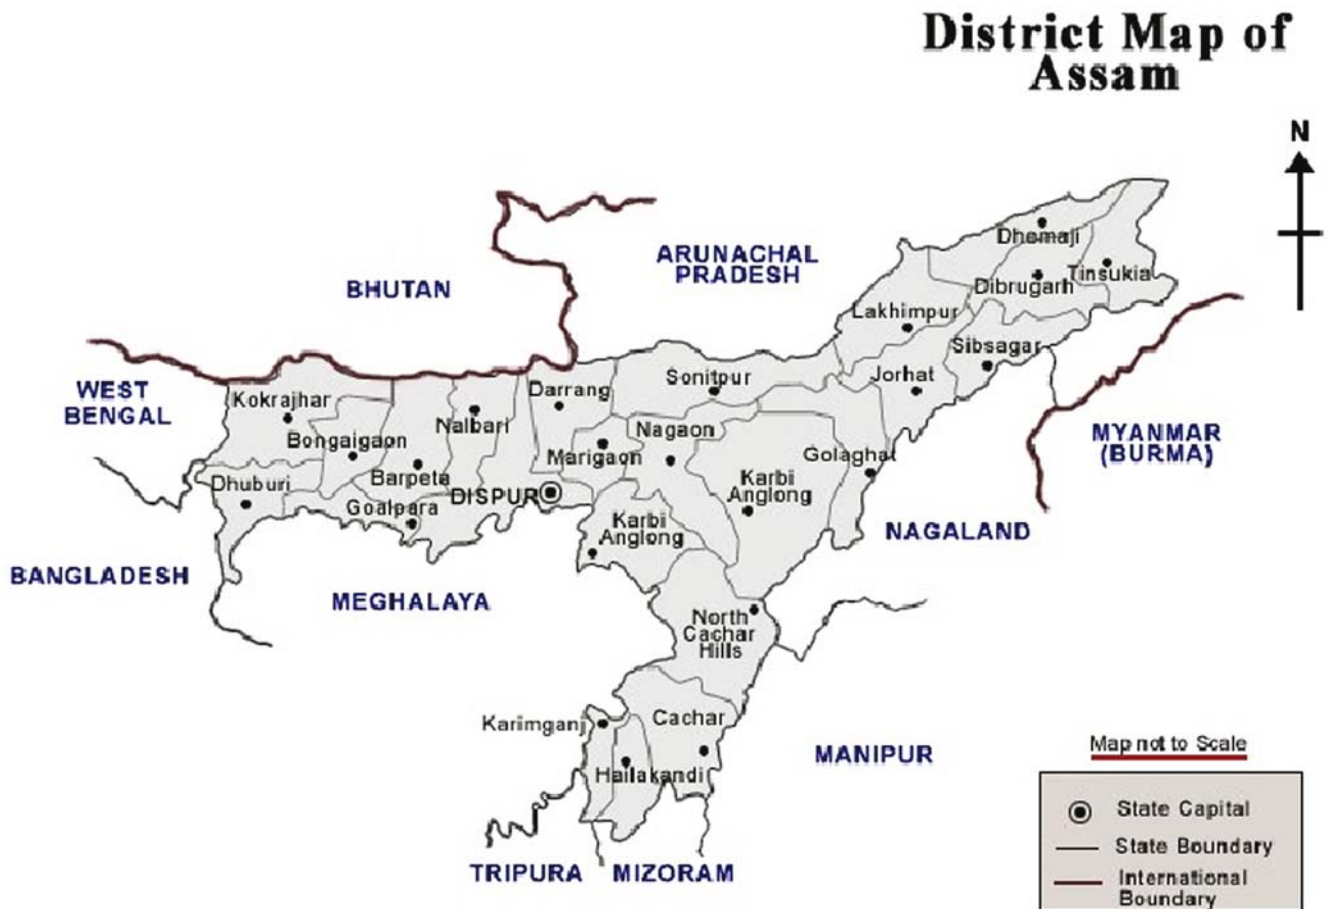 District Map of
Assam
N
BHUTAN
ARUNACHAL
PRADESH
Dhemaji
Dibrugarh
Tinsukia
Lakhimpur
Sibsagar
WEST
BENGAL
Kokrajhar
Darrang
Sonitpur
Jorhat
Nalbari
Nagaon
Bongaigaon
Marigaon
Golaghat
MYANMAR
(BURMA)
Dhuburi
Barpeta
DISPUR
Karbi
Anglong
Goalpara
Karbi
Anglong
NAGALAND
BANGLADESH
MEGHALAYA
North
Cachar
Hills
Karimganj
Cachar
MANIPUR
Hailakandi
Map not to Scale
State Capital
State Boundary
International
Boundary
TRIPURA
MIZORAM